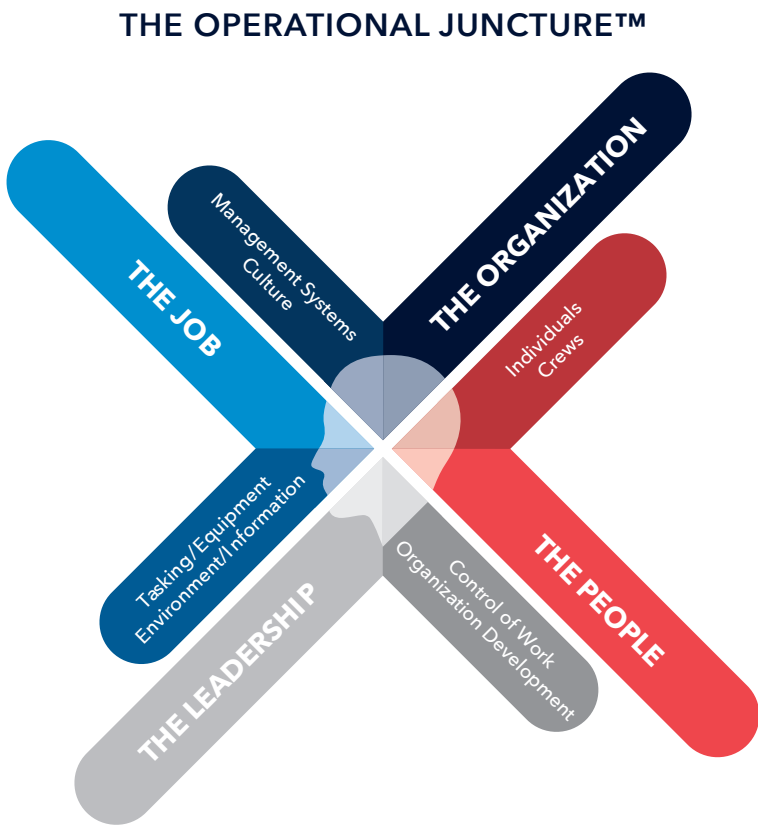 THE OPERATIONAL JUNCTURE™
THE ORGANIZATION
Management Systems
Culture
THE JOB
Individuals
Crews
Tasking/Equipment
Environment/Information
THE LEADERSHIP
Control of Work
Organization Development
THE PEOPLE